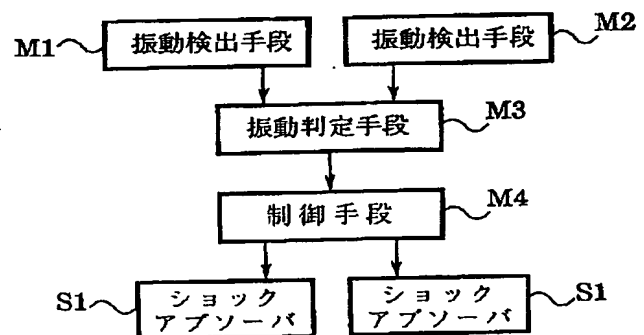 M1
振動検出手段
振動検出手段
M2
振動判定手段
M3
制御手段
M4
S1
ショック
アブソーバ
ショック
アブソーバ
S1